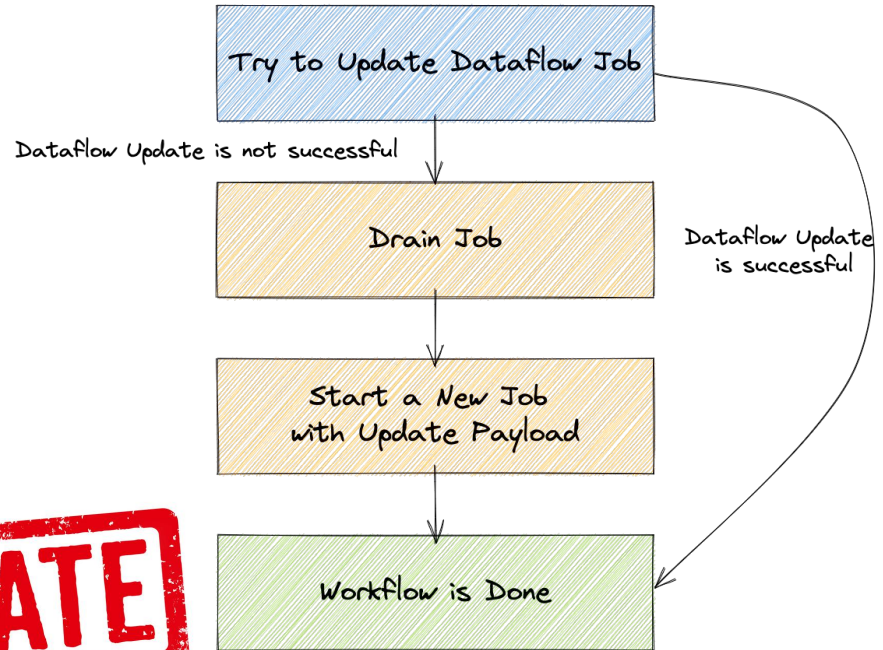 Try to Update Dataflow Job
Dataflow Update is not successful
Drain Job
Dataflow Update
is successful
Start a New Job
with Update Payload
Workflow is Done
ATE